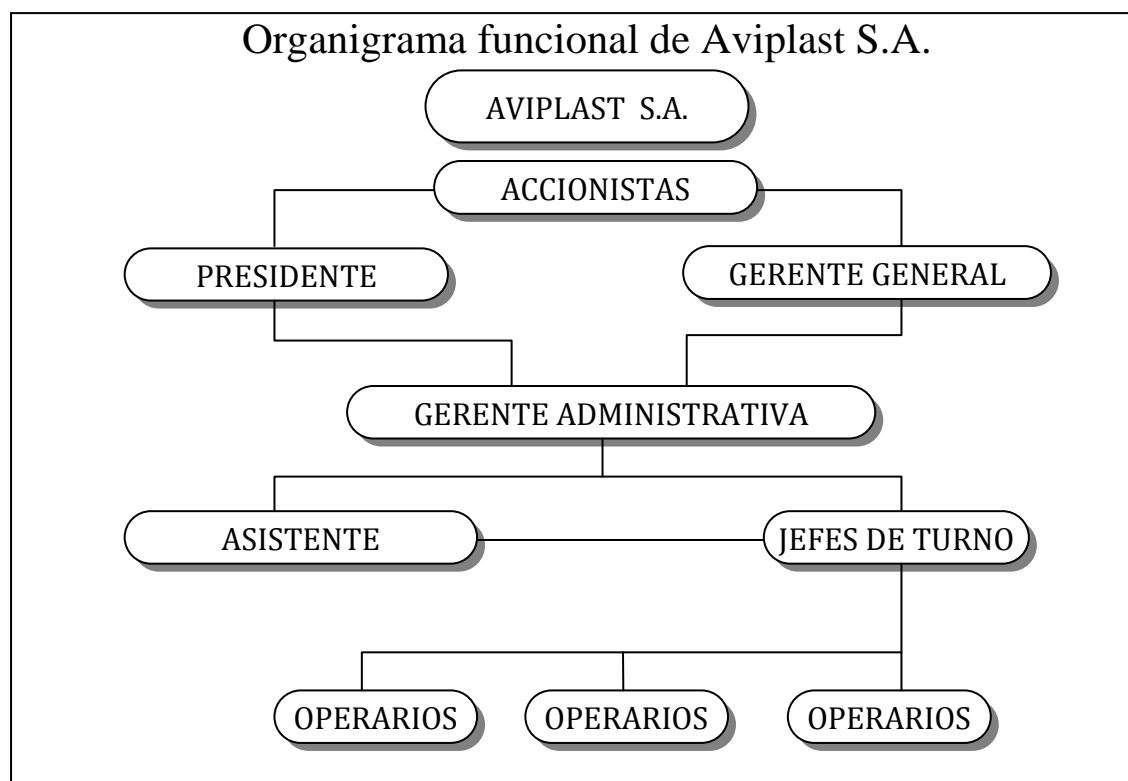 Organigrama funcional de Aviplast S.A.
AVIPLAST S.A.
ACCIONISTAS
PRESIDENTE
GERENTE GENERAL
GERENTE ADMINISTRATIVA
ASISTENTE
JEFES DE TURNO
OPERARIOS
OPERARIOS
OPERARIOS